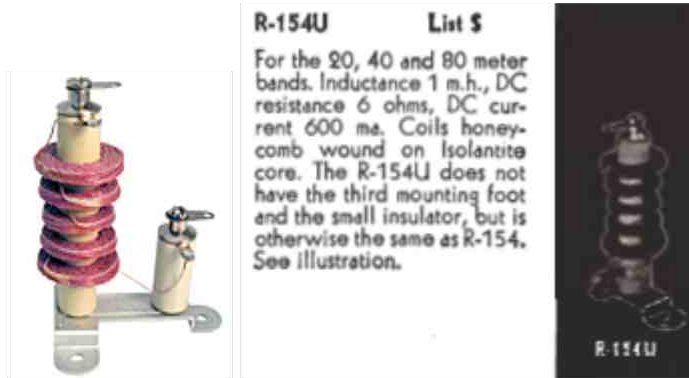 R-154U List $
For the 20, 40 and 80 meter
bands. Inductance 1 m.h., DC
resistance 6 ohms, DC cur-
rent 600 ma. Coils honey-
comb wound on Isolantite
core. The R-154U does not
have the third mounting foot
and the small insulator, but is
otherwise the same as R-154.
See illustration.
R-154U